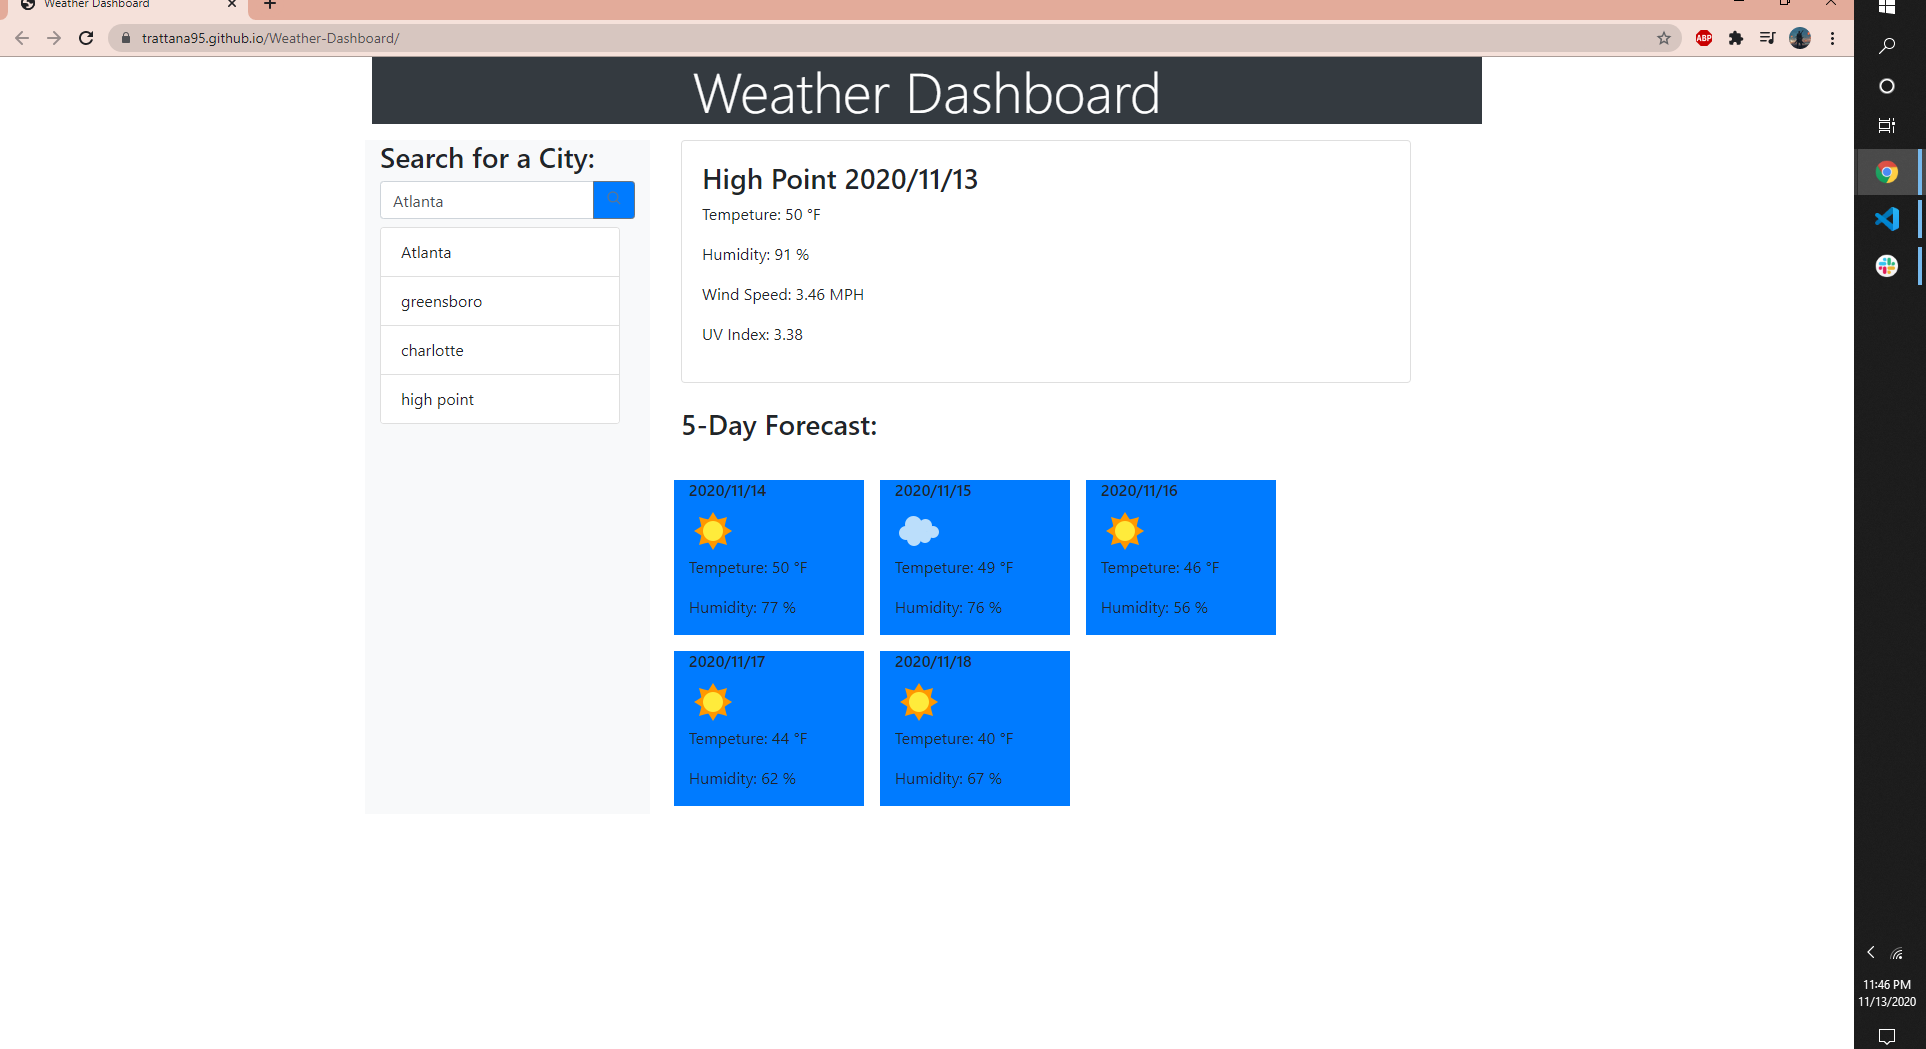 Weather Dashboard
trattana95.github.io/Weather-Dashboard/
ABP
Weather Dashboard
Search for a City:
Atlanta
Atlanta
greensboro
charlotte
high point
High Point 2020/11/13
Tempeture: 50 °F
Humidity: 91 %
Wind Speed: 3.46 MPH
UV Index: 3.38
5-Day Forecast:
2020/11/14
Tempeture: 50 °F
Humidity: 77 %
2020/11/15
Tempeture: 49 °F
Humidity: 76 %
2020/11/16
Tempeture: 46 °F
Humidity: 56 %
2020/11/17
Tempeture: 44 °F
Humidity: 62 %
2020/11/18
Tempeture: 40 °F
Humidity: 67 %
11:46 PM
11/13/2020